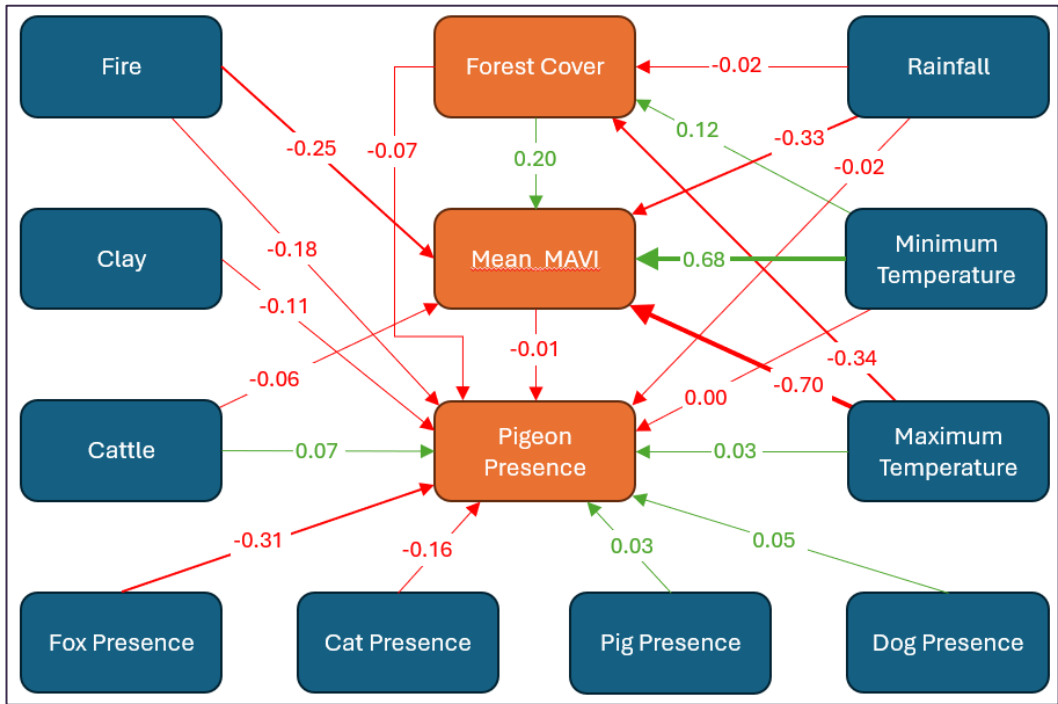 Fire
Forest Cover
Rainfall
-0.02
0.12
-0.25
-0.07
0.20
-0.33
-0.02
Clay
Mean_MAVI
Minimum
Temperature
-0.18
0.68
-0.11
-0.01
-0.06
-0.34
0.00
-0.70
Cattle
0.07
Pigeon
Presence
0.03
Maximum
Temperature
-0.31
-0.16
0.03
0.05
Fox Presence
Cat Presence
Pig Presence
Dog Presence